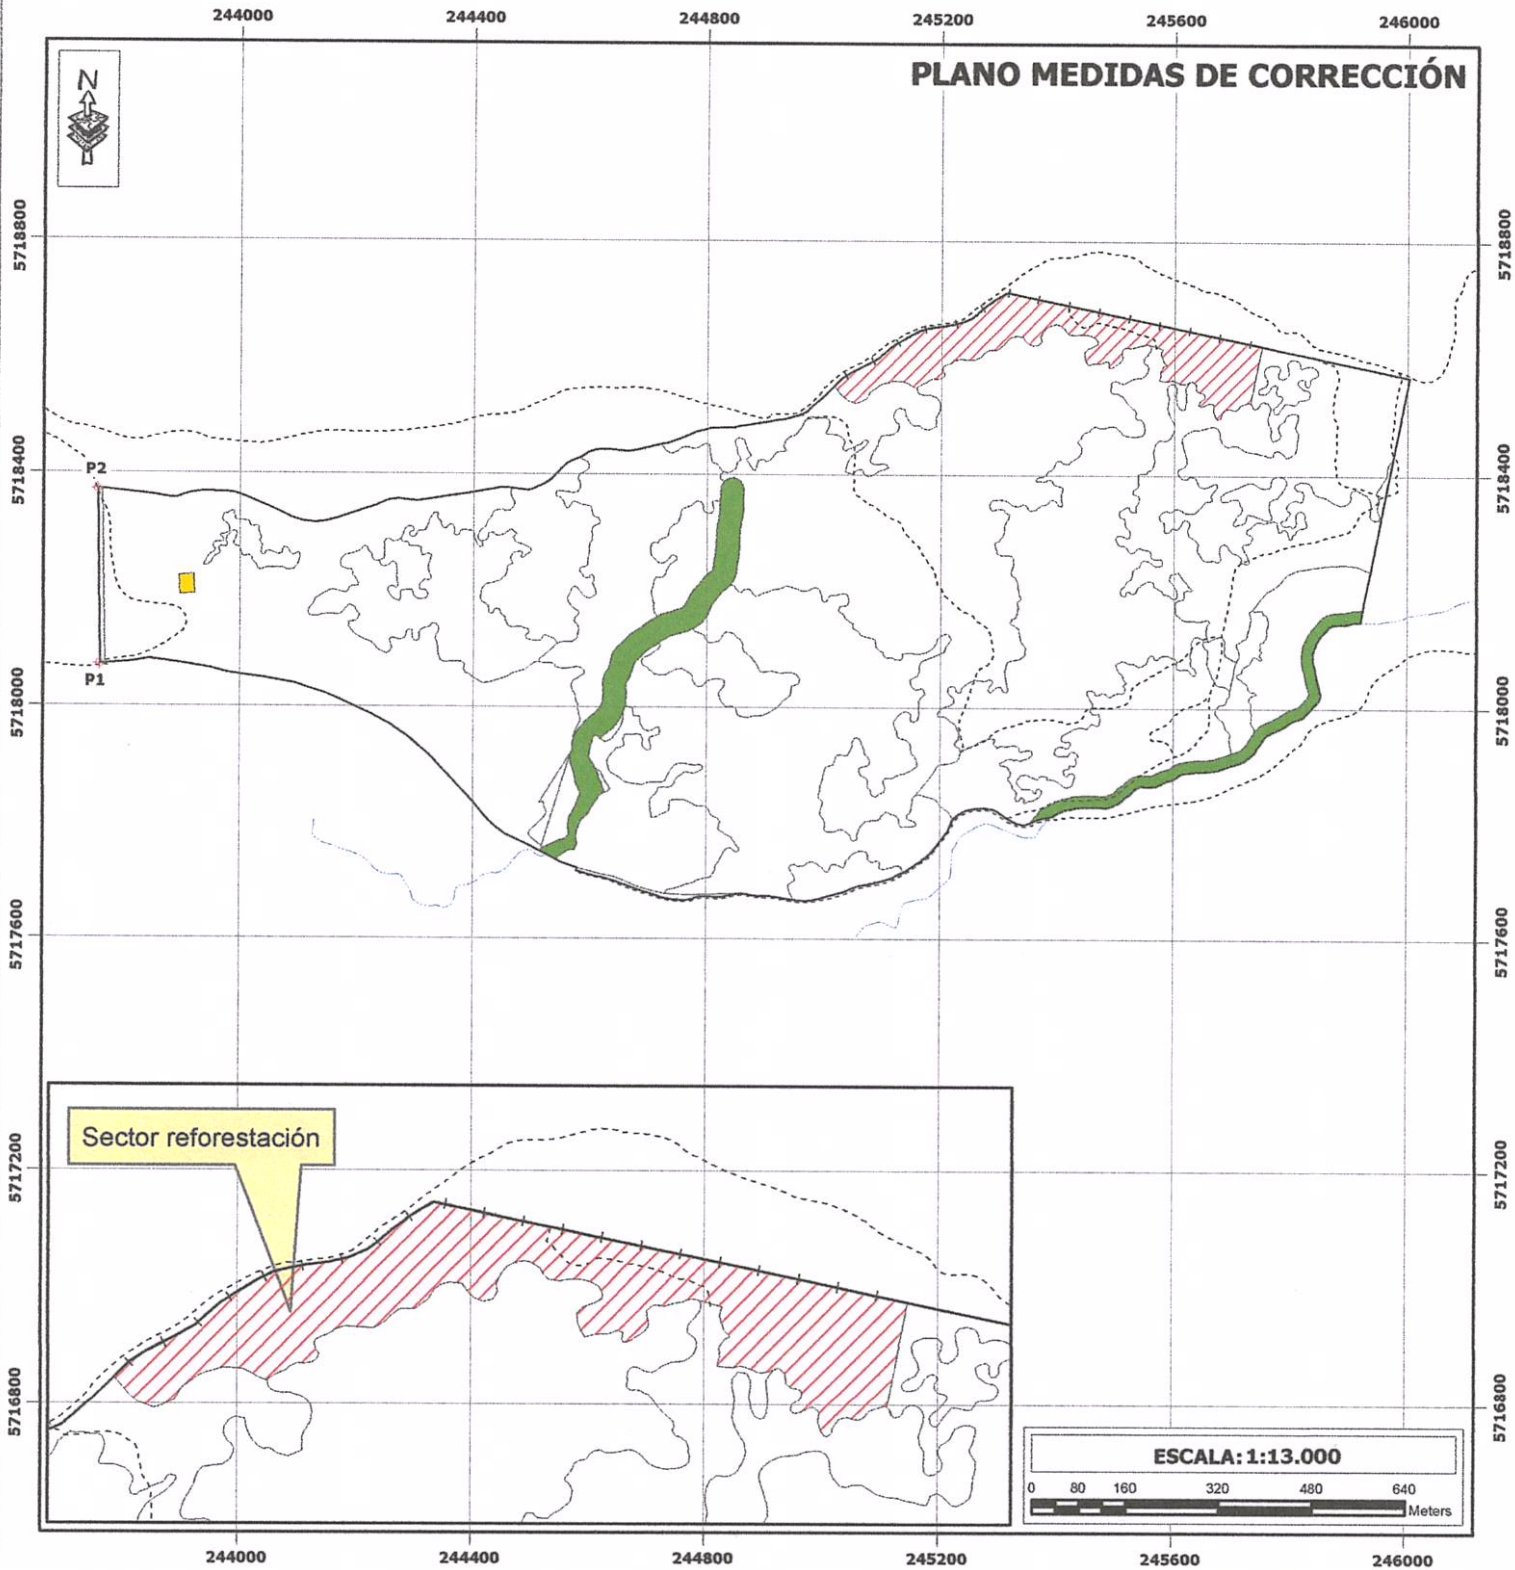 244000 244400 244800 245200 245600 246000
PLANO MEDIDAS DE CORRECCIÓN
N
5718800 5718800
P2
5718400 5718400
P1
5718000 5718000
5717600 5717600
Sector reforestación
5717200 5717200
5716800 5716800
ESCALA: 1:13.000
0 80 160 320 480 640
Meters
244000 244400 244800 245200 245600 246000